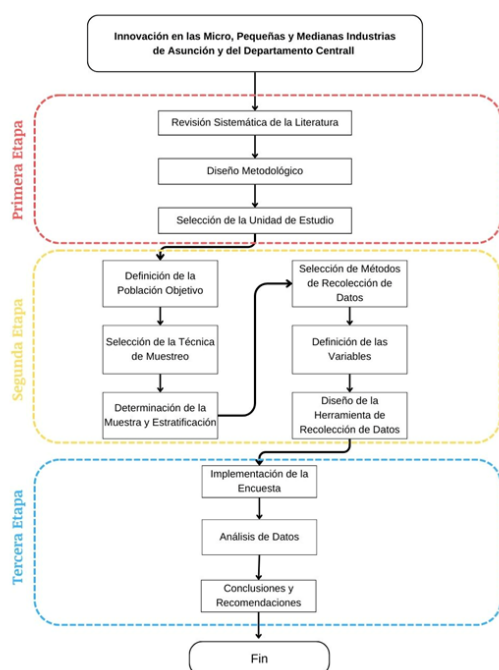 Innovación en las Micro, Pequeñas y Medianas Industrias
de Asunción y del Departamento Centrall
Primera Etapa
Revisión Sistemática de la Literatura
Diseño Metodológico
Selección de la Unidad de Estudio
Segunda Etapa
Definición de la
Población Objetivo
Selección de la Técnica
de Muestreo
Determinación de la
Muestra y Estratificación
Selección de Métodos
de Recolección de
Datos
Definición de las
Variables
Diseño de la
Herramienta de
Recolección de Datos
Tercera Etapa
Implementación de la
Encuesta
Análisis de Datos
Conclusiones y
Recomendaciones
Fin